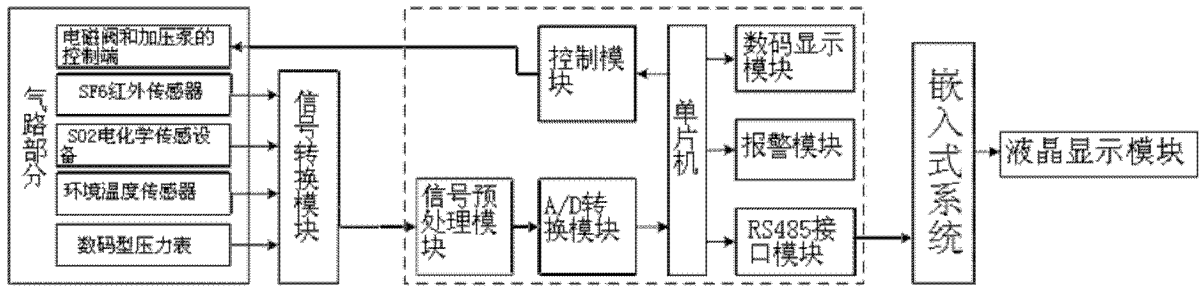 气路部分
电磁阀和加压泵的
控制端
SF6红外传感器
SO2电化学传感设
备
环境温度传感器
数码型压力表
信号转换模块
信号预
处理模
块
A/D转
换模块
控制模
块
单片机
数码显示
模块
报警模块
RS485接
口模块
嵌入式系统
液晶显示模块